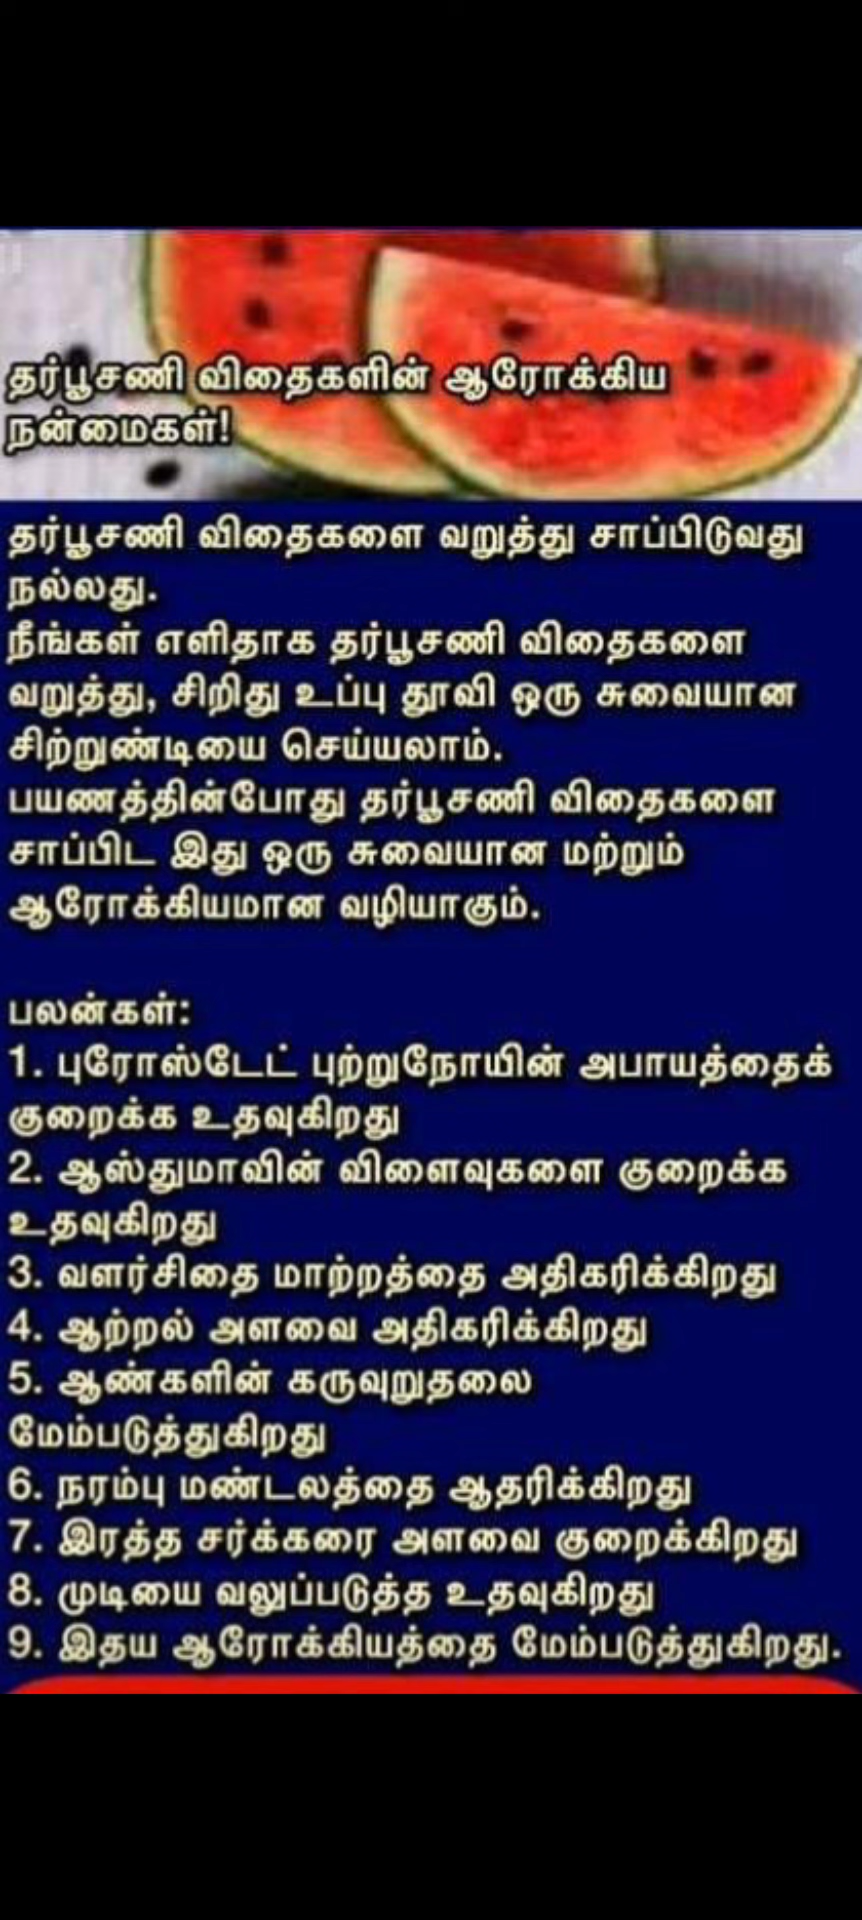 தர்பூசணி விதைகளின் ஆரோக்கிய
நன்மைகள்!
தர்பூசணி விதைகளை வறுத்து சாப்பிடுவது
நல்லது.
நீங்கள் எளிதாக தர்பூசணி விதைகளை
வறுத்து, சிறிது உப்பு தூவி ஒரு சுவையான
சிற்றுண்டியை செய்யலாம்.
பயணத்தின்போது தர்பூசணி விதைகளை
சாப்பிட இது ஒரு சுவையான மற்றும்
ஆரோக்கியமான வழியாகும்.
பலன்கள்:
1. புரோஸ்டேட் புற்றுநோயின் அபாயத்தைக்
குறைக்க உதவுகிறது
2. ஆஸ்துமாவின் விளைவுகளை குறைக்க
உதவுகிறது
3. வளர்சிதை மாற்றத்தை அதிகரிக்கிறது
4. ஆற்றல் அளவை அதிகரிக்கிறது
5. ஆண்களின் கருவுறுதலை
மேம்படுத்துகிறது
6. நரம்பு மண்டலத்தை ஆதரிக்கிறது
7. இரத்த சர்க்கரை அளவை குறைக்கிறது
8. முடியை வலுப்படுத்த உதவுகிறது
9. இதய ஆரோக்கியத்தை மேம்படுத்துகிறது.